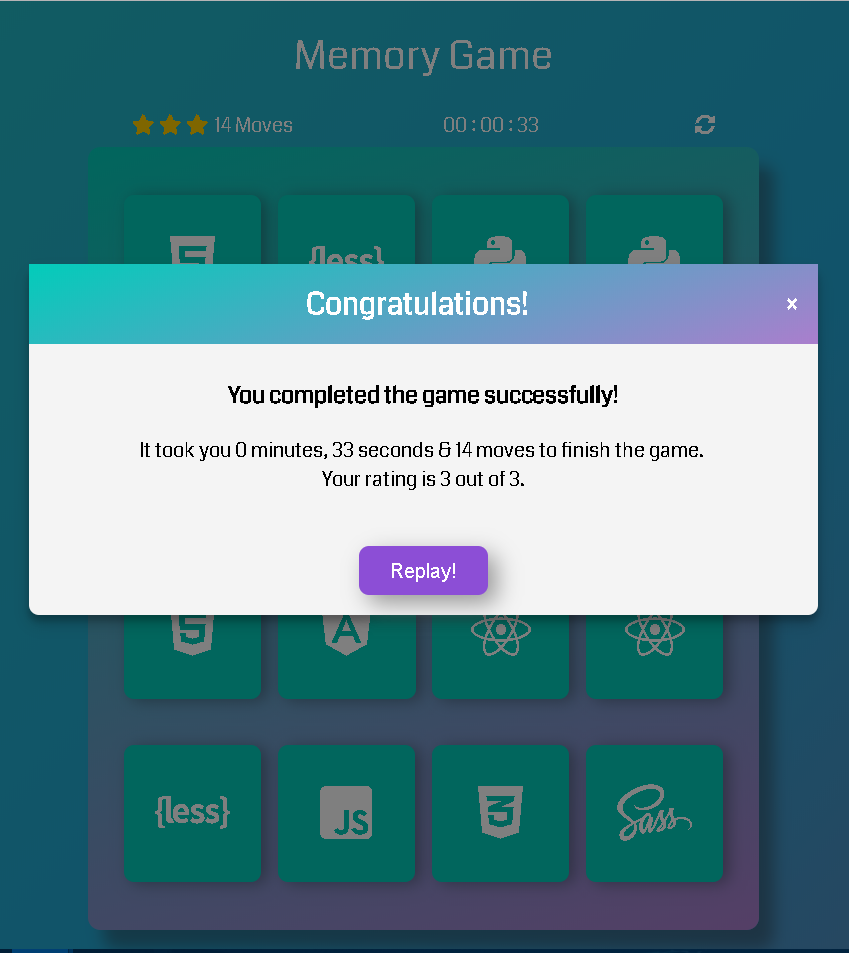 Memory Game
14 Moves 00 : 00 : 33
{less}
Congratulations!
×
You completed the game successfully!
It took you 0 minutes, 33 seconds & 14 moves to finish the game.
Your rating is 3 out of 3.
Replay!
5 A
{less} JS 3 Sass